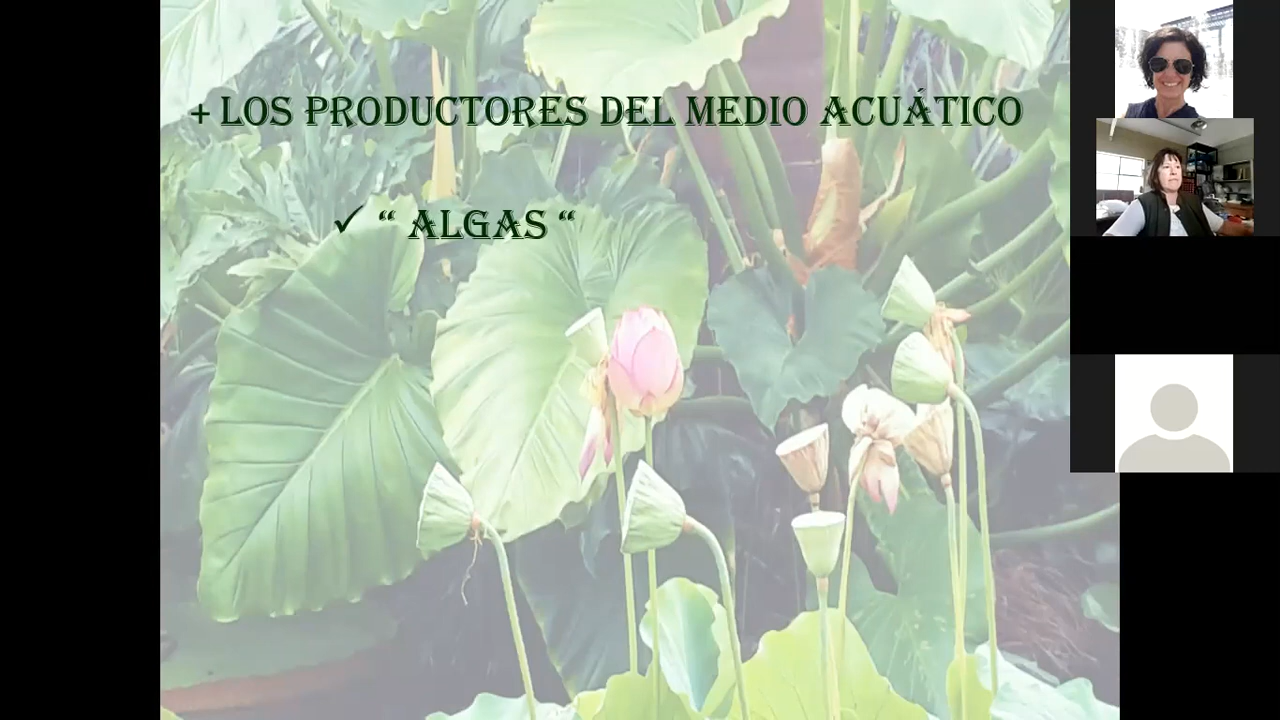 + LOS PRODUCTORES DEL MEDIO ACUÁTICO
✓ “ ALGAS “